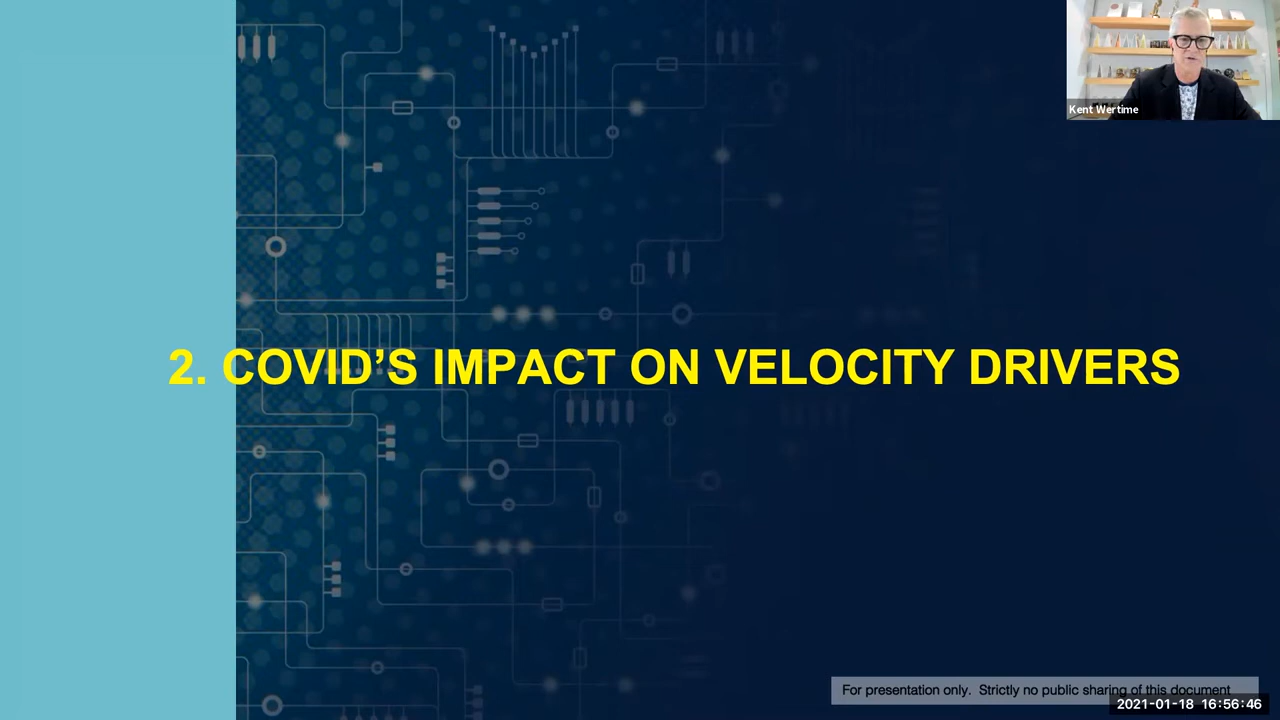 Kent Wertime
2. COVID’S IMPACT ON VELOCITY DRIVERS
For presentation only.  Strictly no public sharing of this document
2021-01-18 16:56:46